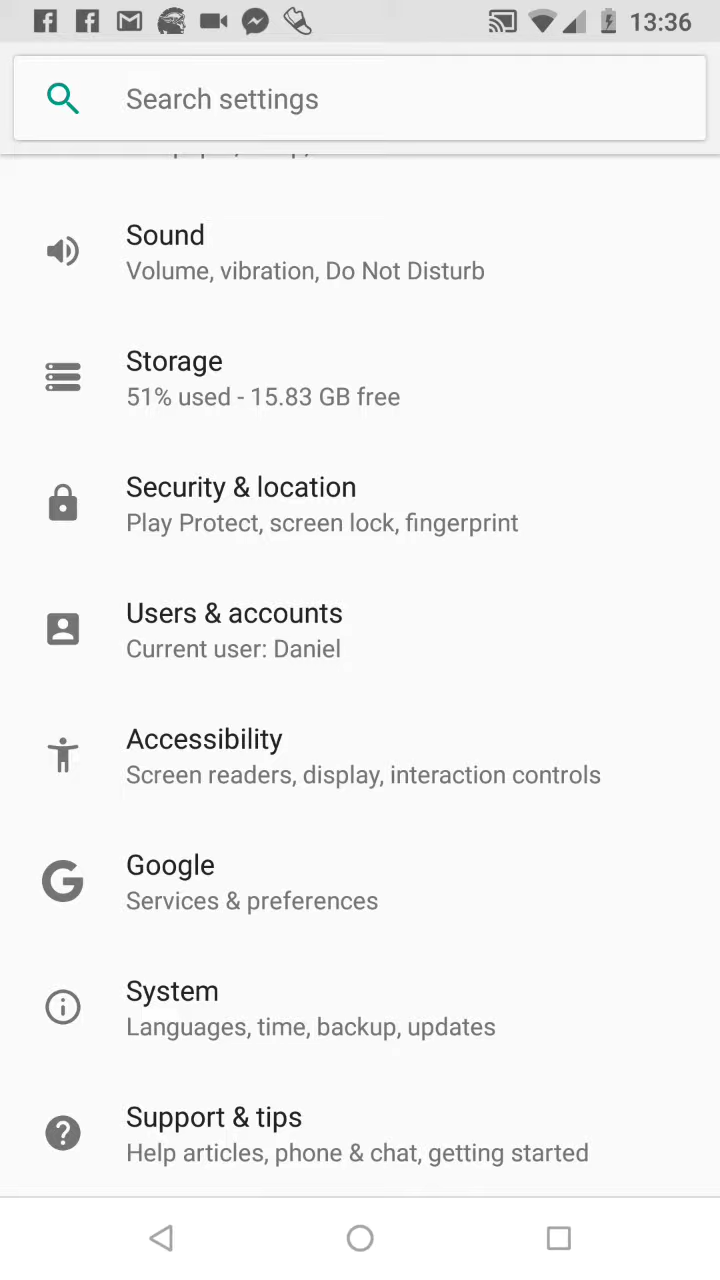 13:36
Search settings
Sound
Volume, vibration, Do Not Disturb
Storage
51% used - 15.83 GB free
Security & location
Play Protect, screen lock, fingerprint
Users & accounts
Current user: Daniel
Accessibility
Screen readers, display, interaction controls
Google
Services & preferences
System
Languages, time, backup, updates
Support & tips
Help articles, phone & chat, getting started